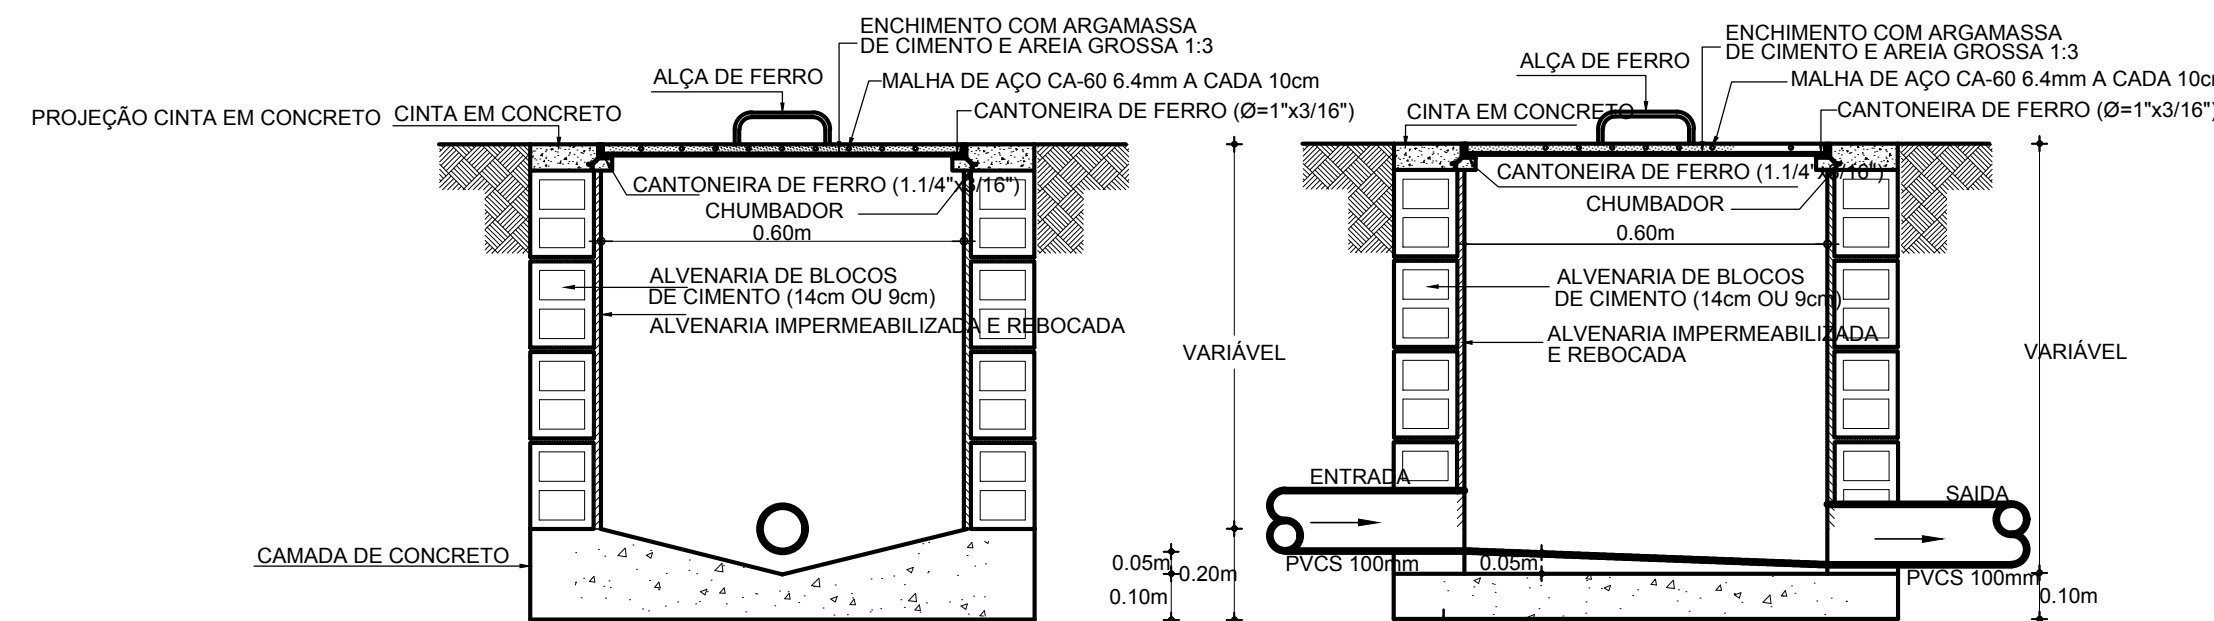 ENCHIMENTO COM ARGAMASSA
DE CIMENTO E AREIA GROSSA 1:3
ALÇA DE FERRO
MALHA DE AÇO CA-60 6.4mm A CADA 10cm
PROJEÇÃO CINTA EM CONCRETO
CINTA EM CONCRETO
CANTONEIRA DE FERRO (Ø=1"x3/16")
CANTONEIRA DE FERRO (1.1/4"x3/16")
CHUMBADOR
0.60m
ALVENARIA DE BLOCOS
DE CIMENTO (14cm OU 9cm)
ALVENARIA IMPERMEABILIZADA E REBOCADA
VARIÁVEL
CAMADA DE CONCRETO
0.05m
0.20m
0.10m
ENCHIMENTO COM ARGAMASSA
DE CIMENTO E AREIA GROSSA 1:3
ALÇA DE FERRO
MALHA DE AÇO CA-60 6.4mm A CADA 10c
CINTA EM CONCRETO
CANTONEIRA DE FERRO (Ø=1"x3/16")
CANTONEIRA DE FERRO (1.1/4"x3/16")
CHUMBADOR
0.60m
ALVENARIA DE BLOCOS
DE CIMENTO (14cm OU 9cm)
ALVENARIA IMPERMEABILIZADA
E REBOCADA
VARIÁVEL
ENTRADA
SAIDA
PVCS 100mm
0.05m
PVCS 100mm
0.10m